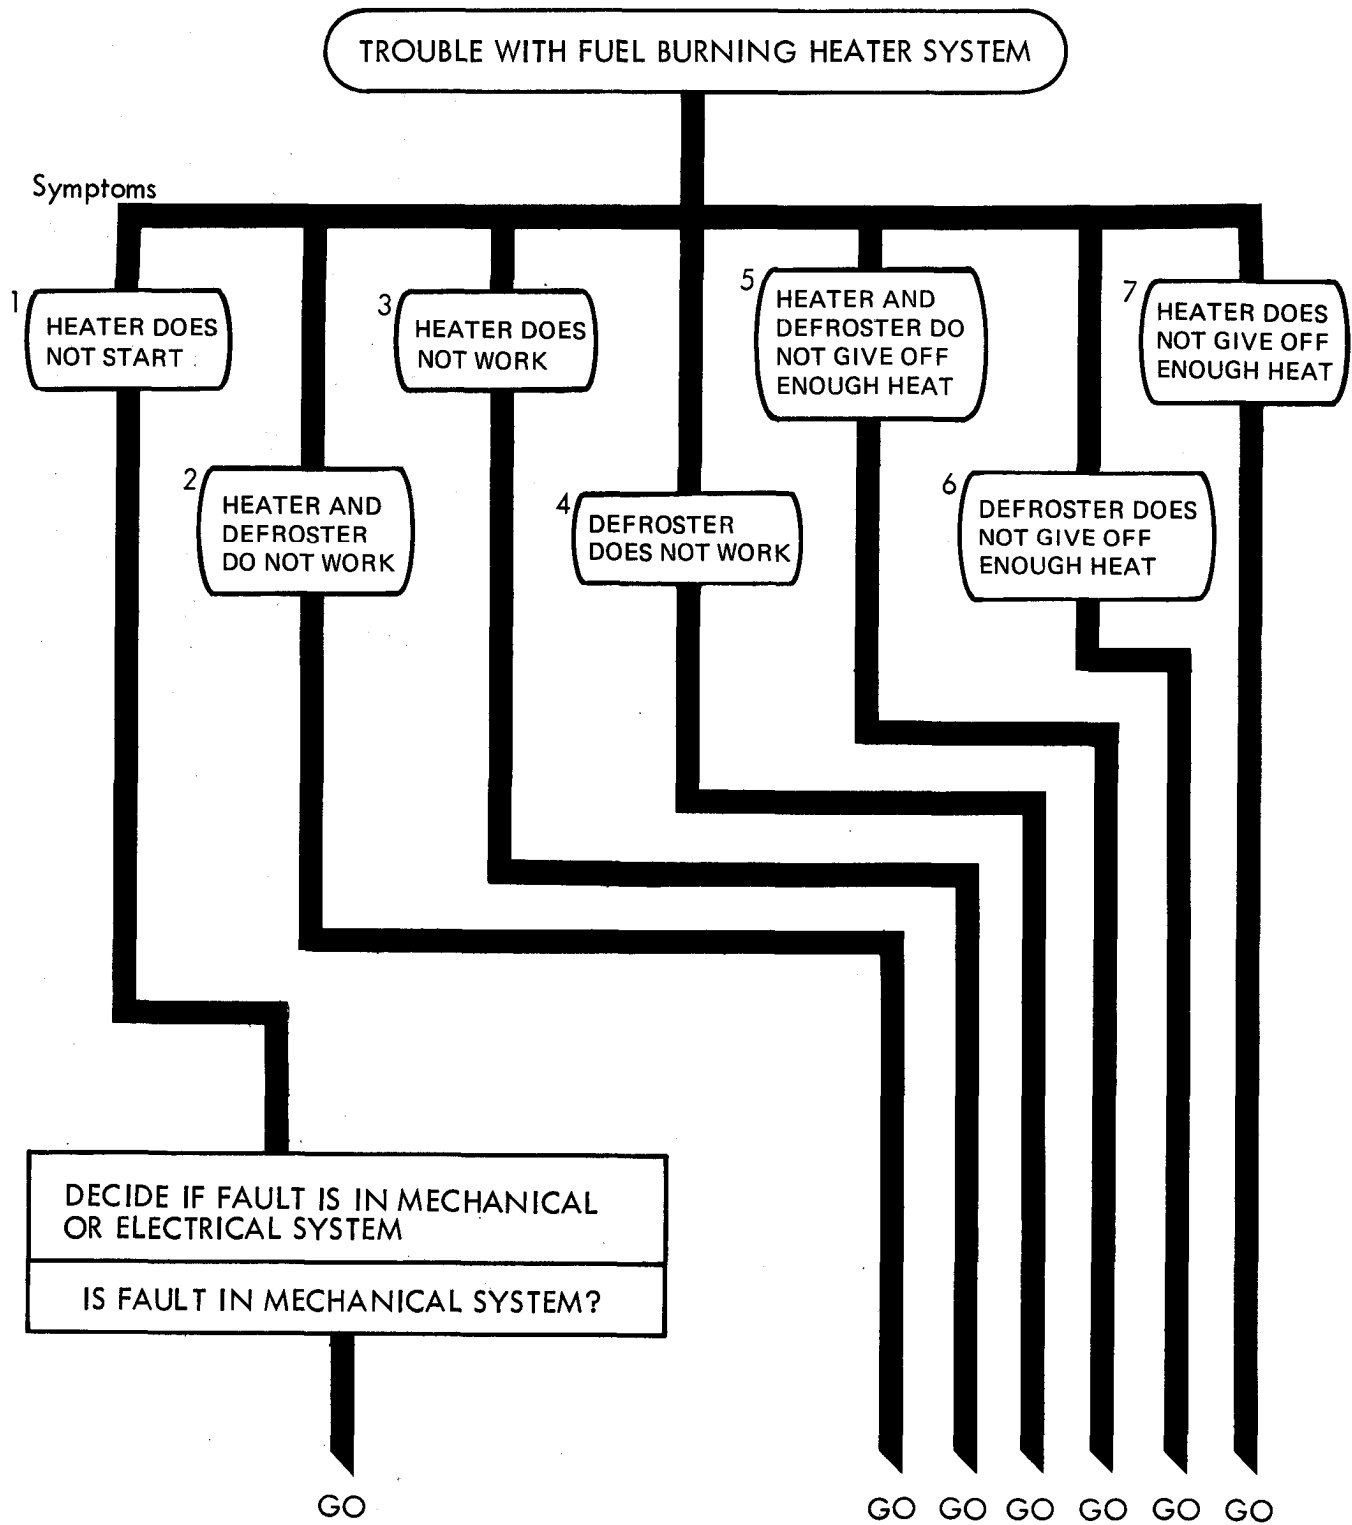 TROUBLE WITH FUEL BURNING HEATER SYSTEM
Symptoms
1
HEATER DOES
NOT START
2
HEATER AND
DEFROSTER
DO NOT WORK
3
HEATER DOES
NOT WORK
4
DEFROSTER
DOES NOT WORK
5
HEATER AND
DEFROSTER DO
NOT GIVE OFF
ENOUGH HEAT
6
DEFROSTER DOES
NOT GIVE OFF
ENOUGH HEAT
7
HEATER DOES
NOT GIVE OFF
ENOUGH HEAT
DECIDE IF FAULT IS IN MECHANICAL
OR ELECTRICAL SYSTEM
IS FAULT IN MECHANICAL SYSTEM?
GO
GO GO GO GO GO GO